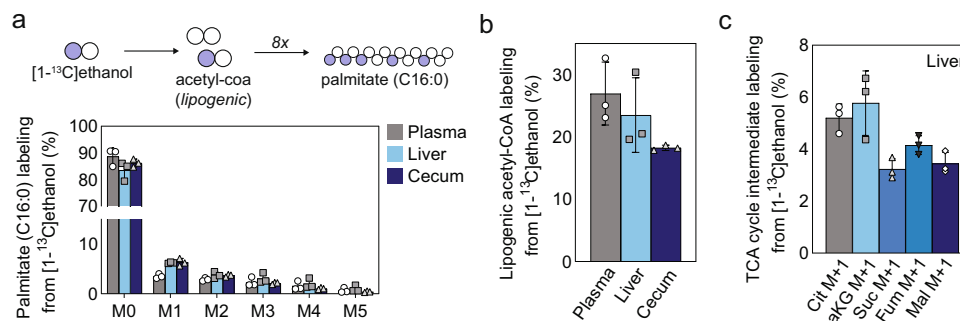 a
[1-¹³C]ethanol
acetyl-coa
(lipogenic)
8x
palmitate (C16:0)
Palmitate (C16:0) labeling
from [1-¹³C]ethanol (%)
100
90
80
70
10
0
Plasma
Liver
Cecum
M0
M1
M2
M3
M4
M5
b
Lipogenic acetyl-CoA labeling
from [1-¹³C]ethanol (%)
30
20
10
0
Plasma
Liver
Cecum
c
Liver
TCA cycle intermediate labeling
from [1-¹³C]ethanol (%)
8
6
4
2
0
Cit M+1
aKG M+1
Suc M+1
Fum M+1
Mal M+1